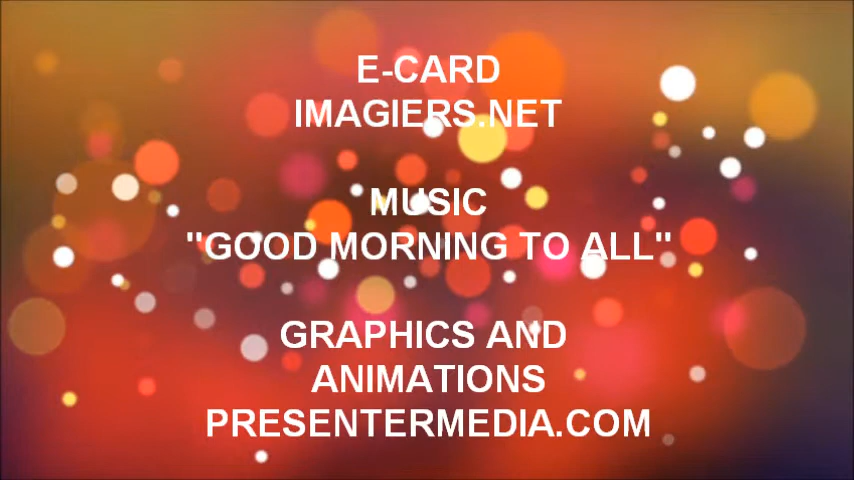 E-CARD
IMAGIERS.NET
MUSIC
"GOOD MORNING TO ALL"
GRAPHICS AND
ANIMATIONS
PRESENTERMEDIA.COM